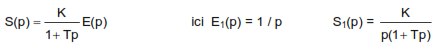 S(p) = K / (1+ Tp) E(p)    ici E₁(p) = 1 / p    S₁(p) = K / (p(1+ Tp))